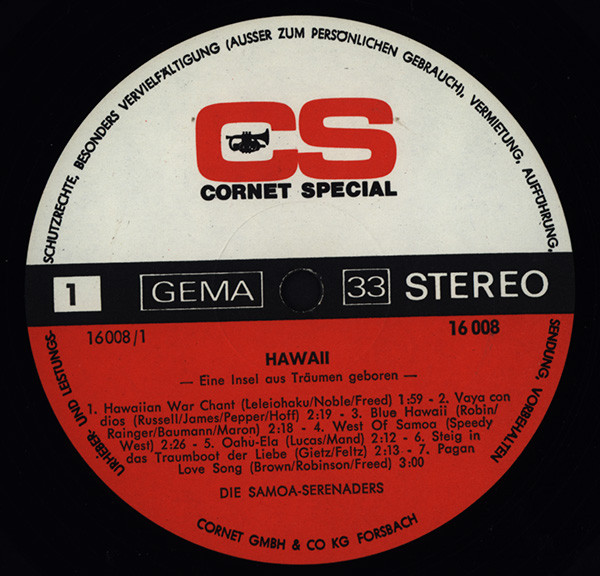 URHEBER- UND LEISTUNGS-
SCHUTZRECHTE, BESONDERS VERVIELFÄLTIGUNG (AUSSER ZUM PERSÖNLICHEN GEBRAUCH), VERMIETUNG, AUFFÜHRUNG,
SENDUNG, VORBEHALTEN
CS
CORNET SPECIAL
1 GEMA 33 STEREO
16008/1 16 008
HAWAII
— Eine Insel aus Träumen geboren —
1. Hawaiian War Chant (Leleiohaku/Noble/Freed) 1:59 - 2. Vaya con
dios (Russell/James/Pepper/Hoff) 2:19 - 3. Blue Hawaii (Robin/
Rainger/Baumann/Maron) 2:18 - 4. West Of Samoa (Speedy
West) 2:26 - 5. Oahu-Ela (Lucas/Mand) 2:12 - 6. Steig in
das Traumboot der Liebe (Gietz/Feltz) 2:13 - 7. Pagan
Love Song (Brown/Robinson/Freed) 3:00
DIE SAMOA-SERENADERS
CORNET GMBH & CO KG FORSBACH